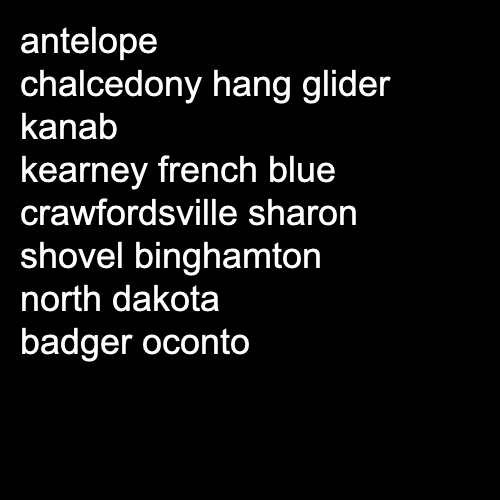 antelope
chalcedony hang glider
kanab
kearney french blue
crawfordsville sharon
shovel binghamton
north dakota
badger oconto